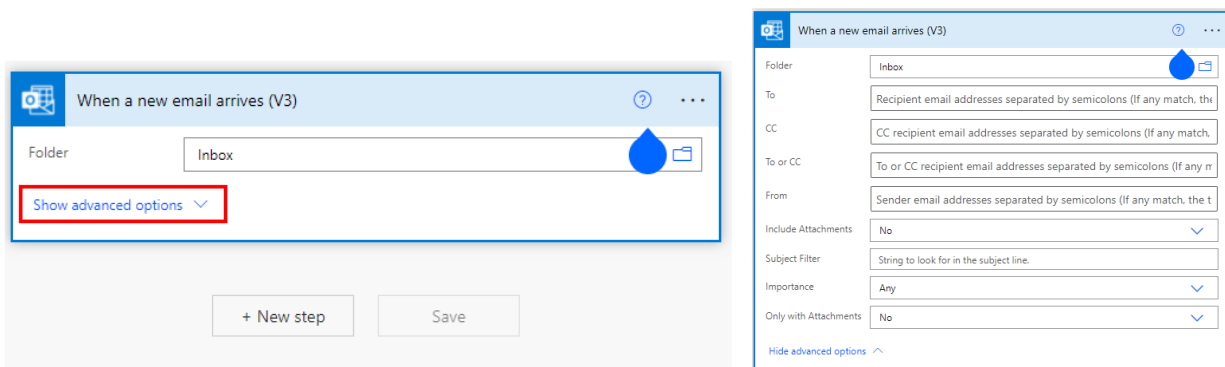 When a new email arrives (V3)
Folder
Inbox
Show advanced options
+ New step
Save
When a new email arrives (V3)
Folder
Inbox
To
Recipient email addresses separated by semicolons (If any match, the
CC
CC recipient email addresses separated by semicolons (If any match,
To or CC
To or CC recipient email addresses separated by semicolons (If any m
From
Sender email addresses separated by semicolons (If any match, the t
Include Attachments
No
Subject Filter
String to look for in the subject line.
Importance
Any
Only with Attachments
No
Hide advanced options